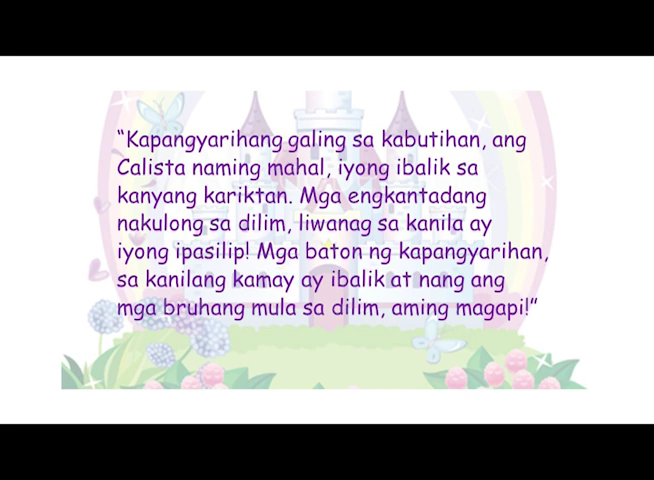 “Kapangyarihang galing sa kabutihan, ang
Calista naming mahal, iyong ibalik sa
kanyang kariktan. Mga engkantadang
nakulong sa dilim, liwanag sa kanila ay
iyong ipasilip! Mga baton ng kapangyarihan,
sa kanilang kamay ay ibalik at nang ang
mga bruhang mula sa dilim, aming magapi!”